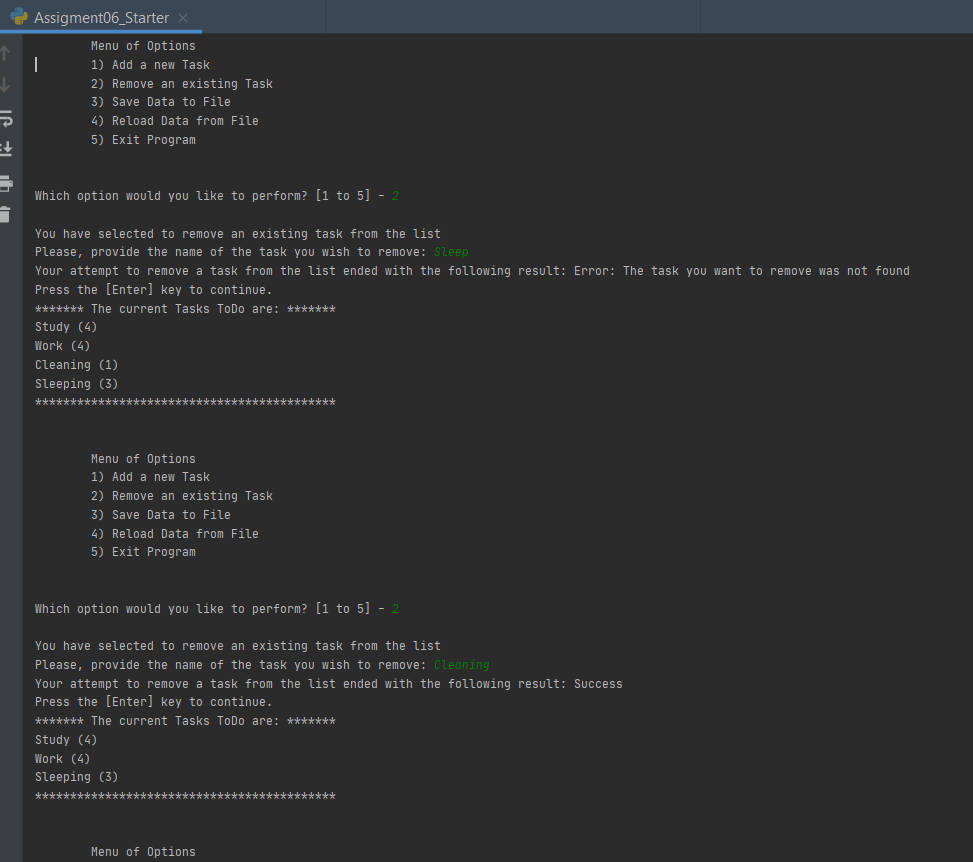 Assigment06_Starter
Menu of Options
1) Add a new Task
2) Remove an existing Task
3) Save Data to File
4) Reload Data from File
5) Exit Program
Which option would you like to perform? [1 to 5] - 2
You have selected to remove an existing task from the list
Please, provide the name of the task you wish to remove: Sleep
Your attempt to remove a task from the list ended with the following result: Error: The task you want to remove was not found
Press the [Enter] key to continue.
******* The current Tasks ToDo are: *******
Study (4)
Work (4)
Cleaning (1)
Sleeping (3)
*******************************************
Menu of Options
1) Add a new Task
2) Remove an existing Task
3) Save Data to File
4) Reload Data from File
5) Exit Program
Which option would you like to perform? [1 to 5] - 2
You have selected to remove an existing task from the list
Please, provide the name of the task you wish to remove: Cleaning
Your attempt to remove a task from the list ended with the following result: Success
Press the [Enter] key to continue.
******* The current Tasks ToDo are: *******
Study (4)
Work (4)
Sleeping (3)
*******************************************
Menu of Options